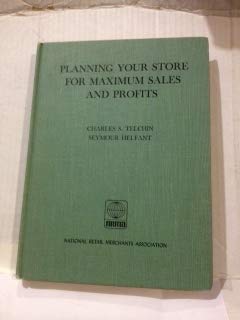 PLANNING YOUR STORE
FOR MAXIMUM SALES
AND PROFITS
CHARLES S. TELCHIN
SEYMOUR HELFANT
NRMA
NATIONAL RETAIL MERCHANTS ASSOCIATION